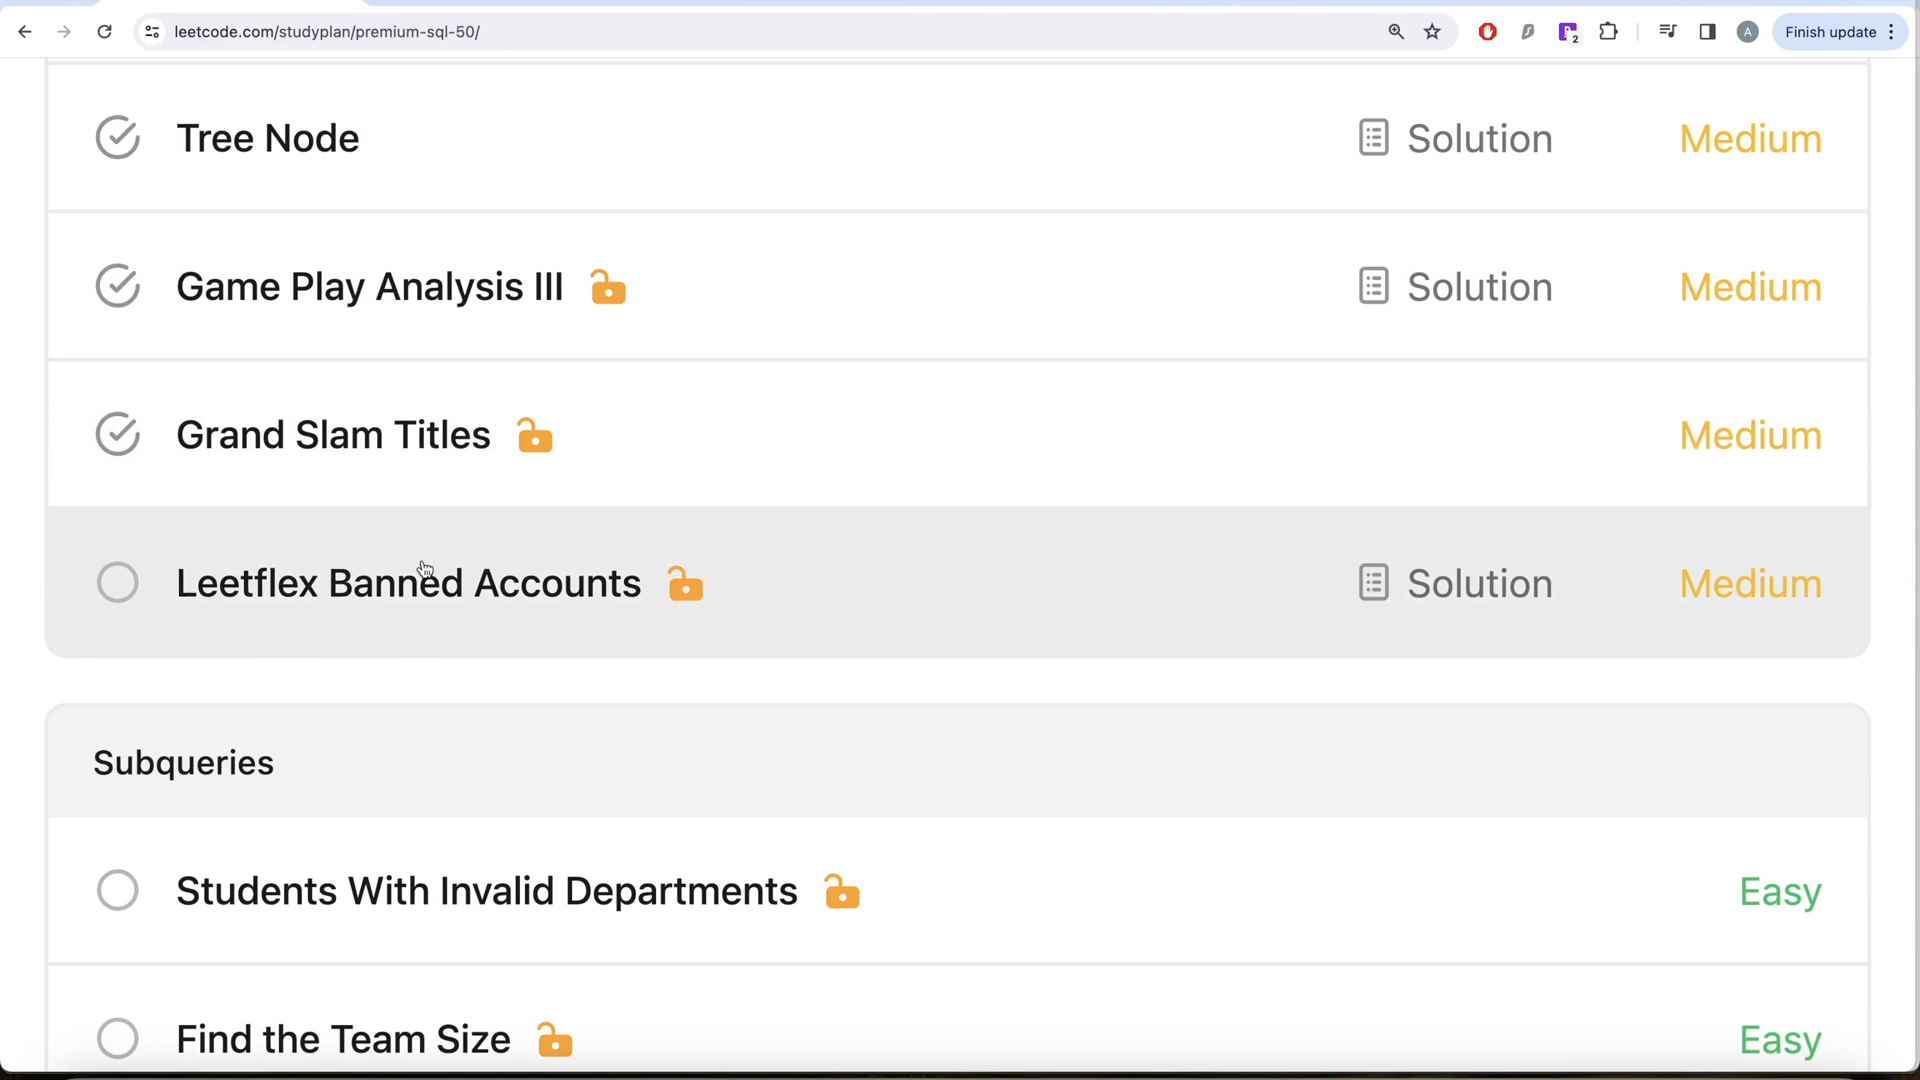 leetcode.com/studyplan/premium-sql-50/
2
A
Finish update
Tree Node
Solution
Medium
Game Play Analysis III
Solution
Medium
Grand Slam Titles
Medium
Leetflex Banned Accounts
Solution
Medium
Subqueries
Students With Invalid Departments
Easy
Find the Team Size
Easy